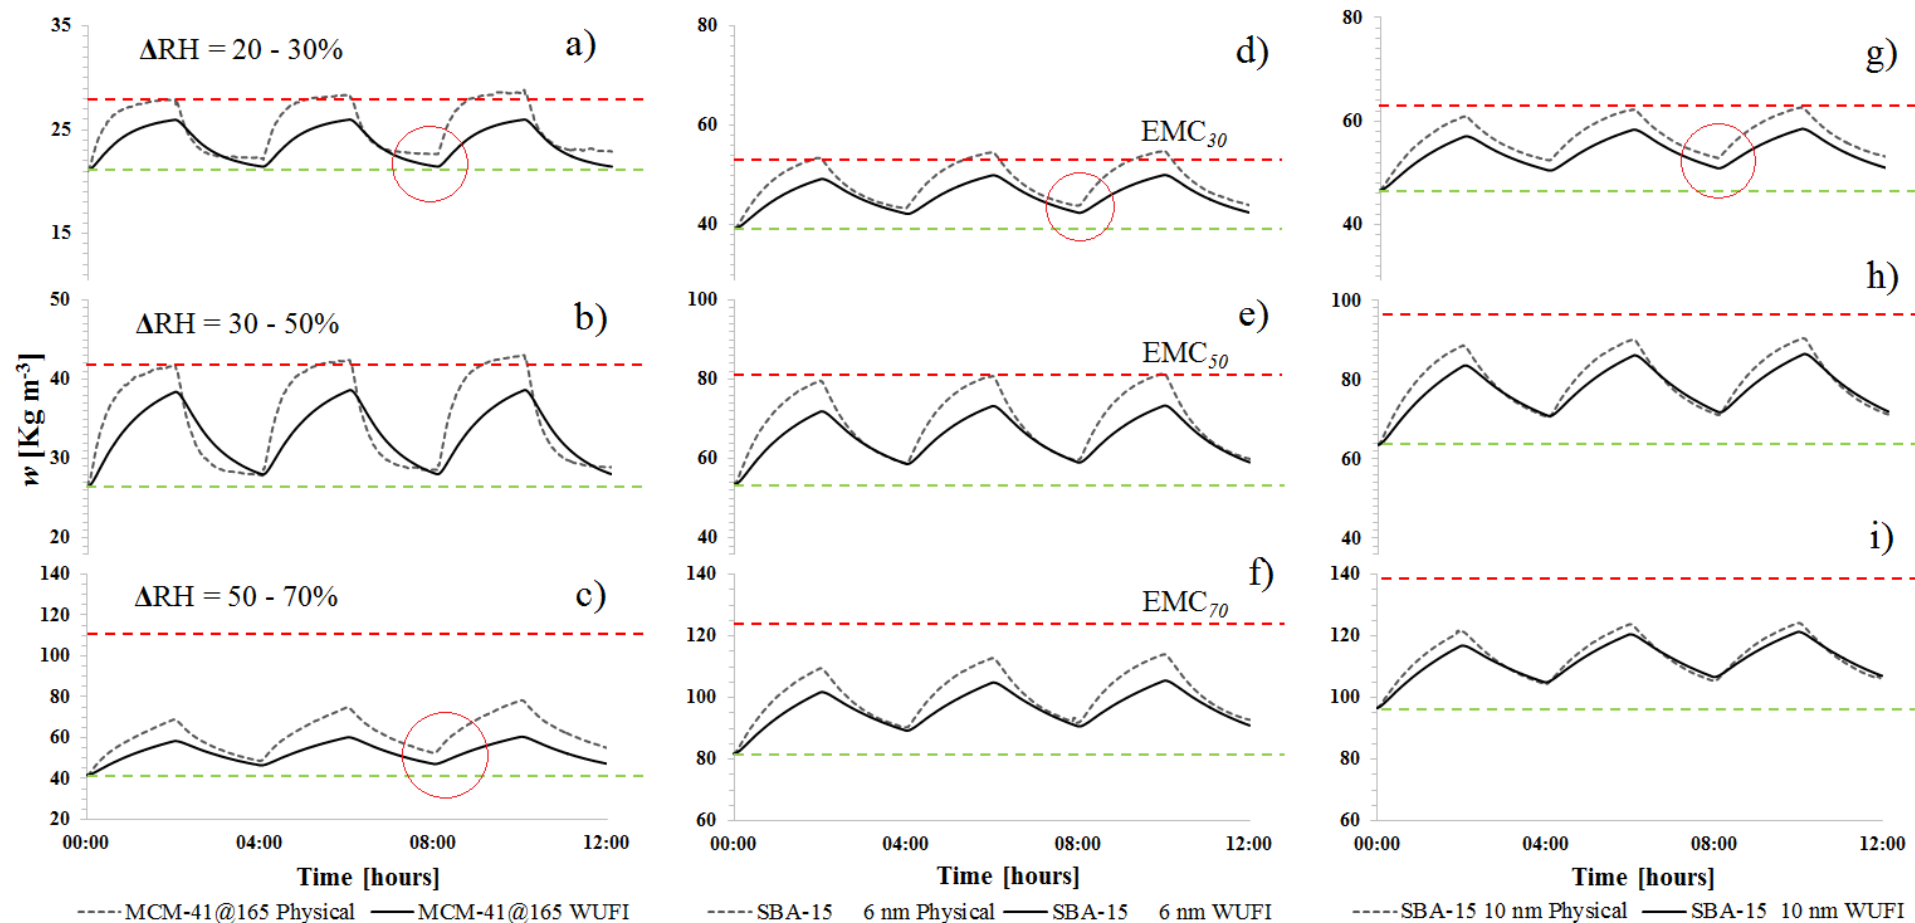 35
25
15
ΔRH = 20 - 30%
a)
80
60
40
d)
EMC30
80
60
40
g)
50
40
30
20
ΔRH = 30 - 50%
b)
w [Kg m-3]
100
80
60
40
e)
EMC50
100
80
60
40
h)
140
120
100
80
60
40
20
ΔRH = 50 - 70%
c)
140
120
100
80
60
f)
EMC70
140
120
100
80
60
i)
00:00 04:00 08:00 12:00
00:00 04:00 08:00 12:00
00:00 04:00 08:00 12:00
Time [hours]
Time [hours]
Time [hours]
MCM-41@165 Physical MCM-41@165 WUFI
SBA-15 6 nm Physical SBA-15 6 nm WUFI
SBA-15 10 nm Physical SBA-15 10 nm WUFI